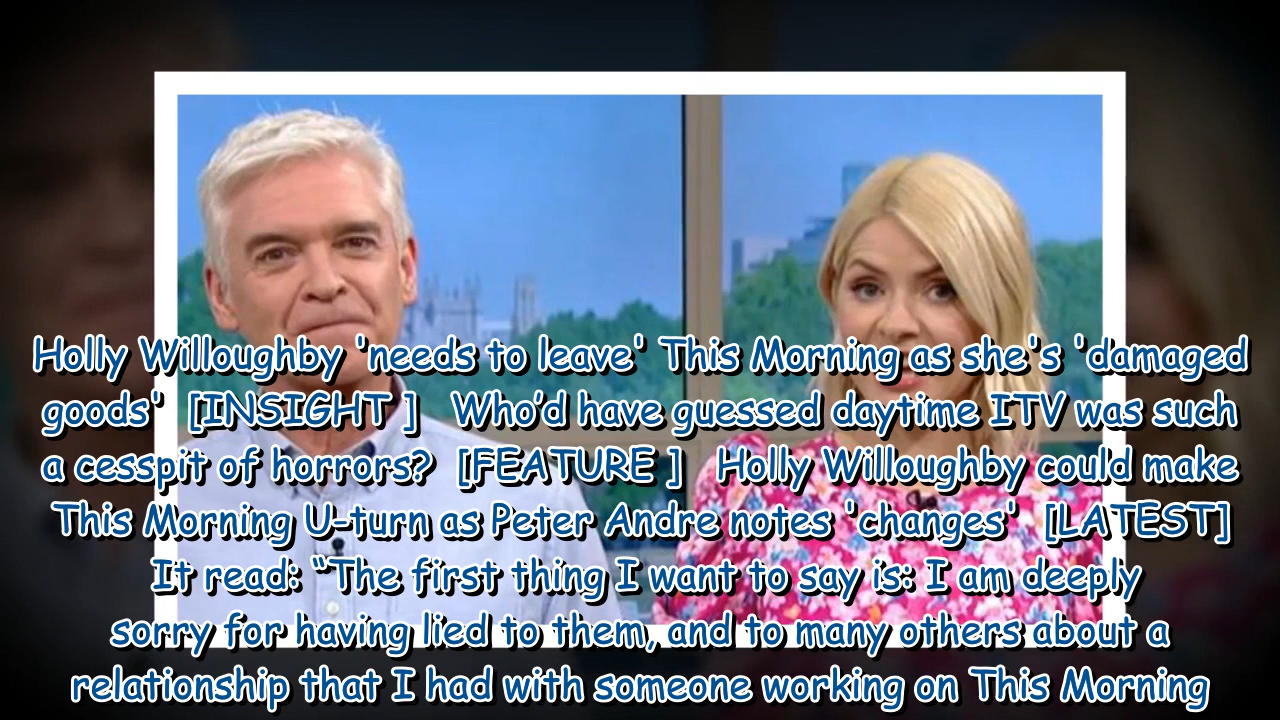 Holly Willoughby 'needs to leave' This Morning as she's 'damaged
goods' [INSIGHT ] Who'd have guessed daytime ITV was such
a cesspit of horrors? [FEATURE ] Holly Willoughby could make
This Morning U-turn as Peter Andre notes 'changes' [LATEST]
It read: “The first thing I want to say is: I am deeply
sorry for having lied to them, and to many others about a
relationship that I had with someone working on This Morning